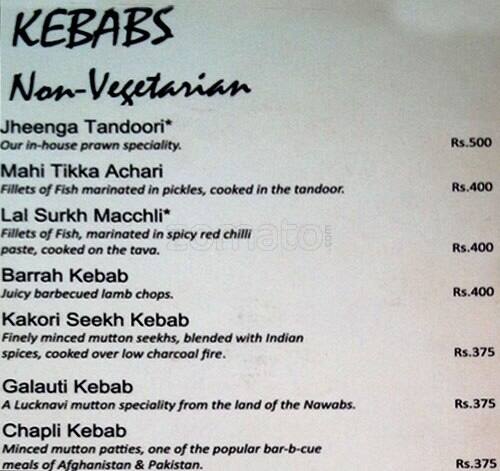 KEBABS
Non-Vegetarian
Jheenga Tandoori*
Our in-house prawn speciality. Rs.500
Mahi Tikka Achari
Fillets of Fish marinated in pickles, cooked in the tandoor. Rs.400
Lal Surkh Macchli*
Fillets of Fish, marinated in spicy red chilli
paste, cooked on the tava. Rs.400
zomato.com
Barrah Kebab
Juicy barbecued lamb chops. Rs.400
Kakori Seekh Kebab
Finely minced mutton seekhs, blended with Indian
spices, cooked over low charcoal fire. Rs.375
Galauti Kebab
A Lucknavi mutton speciality from the land of the Nawabs. Rs.375
Chapli Kebab
Minced mutton patties, one of the popular bar-b-cue
meals of Afghanistan & Pakistan. Rs.375